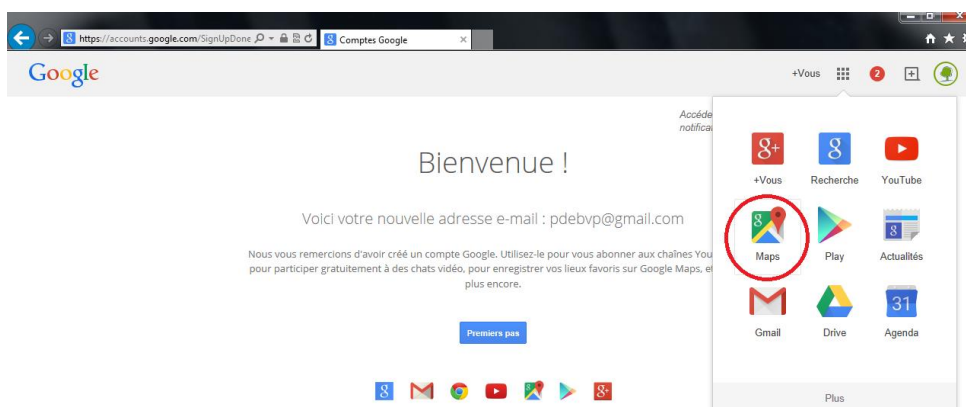 https://accounts.google.com/SignUpDone
Comptes Google
Google
+Vous
2
Accéde
notifica
Bienvenue !
Voici votre nouvelle adresse e-mail : pdebvp@gmail.com
Nous vous remercions d'avoir créé un compte Google. Utilisez-le pour vous abonner aux chaînes You
pour participer gratuitement à des chats vidéo, pour enregistrer vos lieux favoris sur Google Maps, et
plus encore.
Premiers pas
+Vous Recherche YouTube
Maps Play Actualités
31
Gmail Drive Agenda
Plus